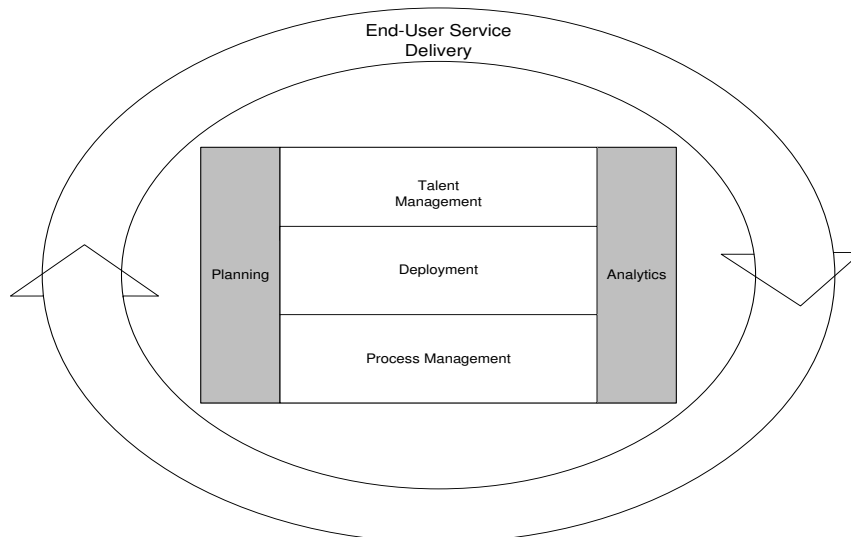 End-User Service
Delivery
Talent
Management
Planning
Deployment
Analytics
Process Management